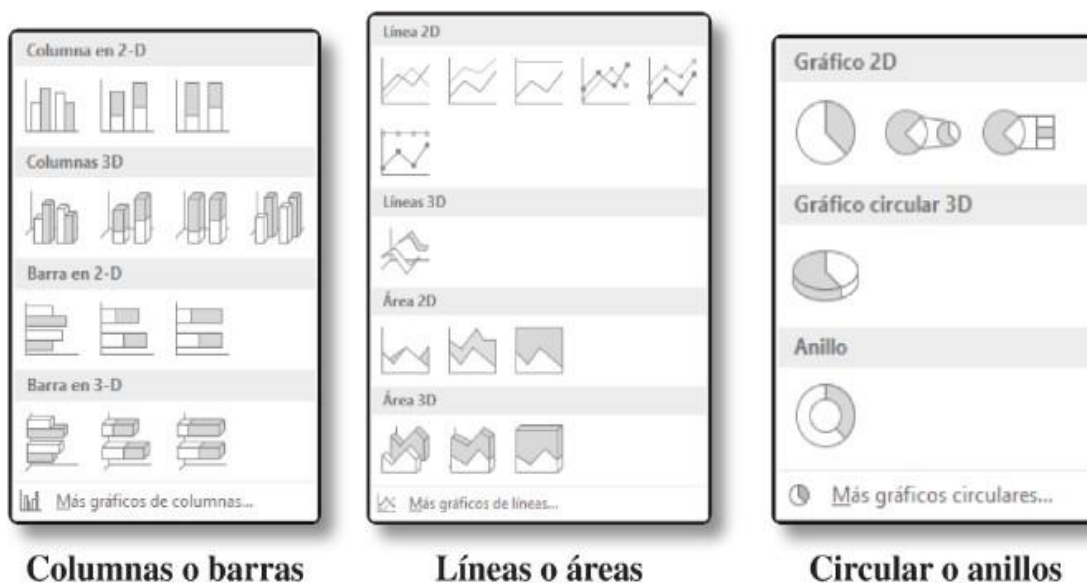 Columna en 2-D
Columnas 3D
Barra en 2-D
Barra en 3-D
Más gráficos de columnas...
Columnas o barras
Línea 2D
Líneas 3D
Área 2D
Área 3D
Más gráficos de líneas...
Líneas o áreas
Gráfico 2D
Gráfico circular 3D
Anillo
Más gráficos circulares...
Circular o anillos